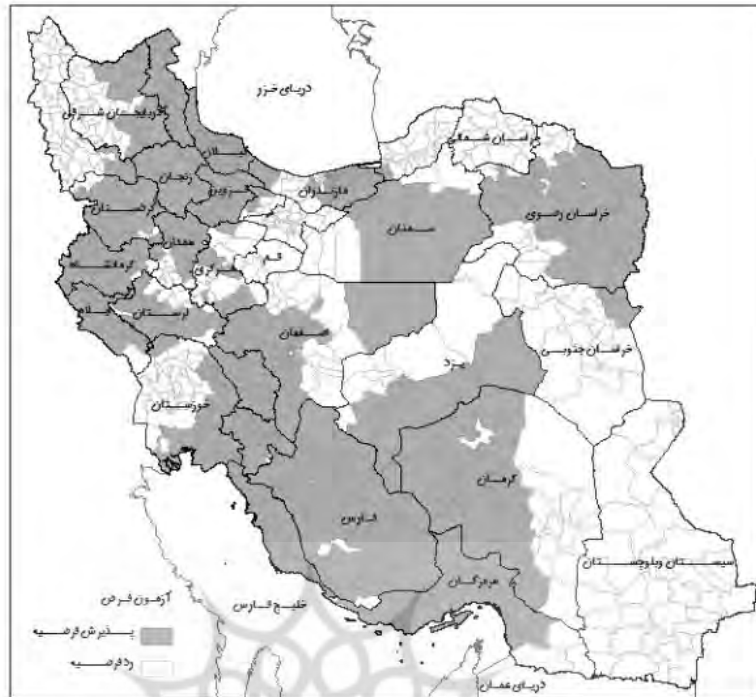 دریای خزر
آذربایجان شرقی
خراسان شمالی
گیلان
زنجان
مازندران
قزوین
خراسان رضوی
کردستان
سمنان
همدان
قم
کرمانشاه
مرکزی
ایلام
لرستان
اصفهان
خراسان جنوبی
یزد
خوزستان
کرمان
فارس
سیستان وبلوچستان
هرمزگان
خلیج فارس
آزمون فرض
پذیرش فرضیه
رد فرضیه
دریای عمان